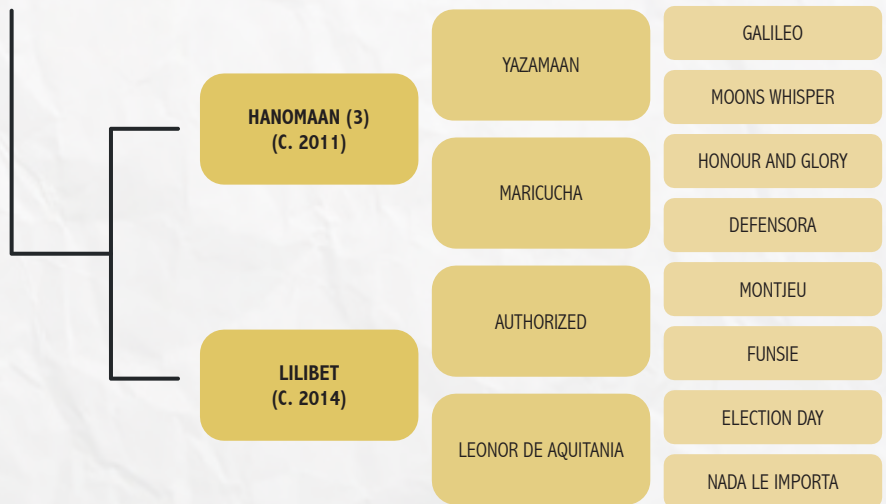 HANOMAAN (3)
(C. 2011)
LILIBET
(C. 2014)
YAZAMAAN
MARICUCHA
AUTHORIZED
LEONOR DE AQUITANIA
GALILEO
MOONS WHISPER
HONOUR AND GLORY
DEFENSORA
MONTJEU
FUNSIE
ELECTION DAY
NADA LE IMPORTA